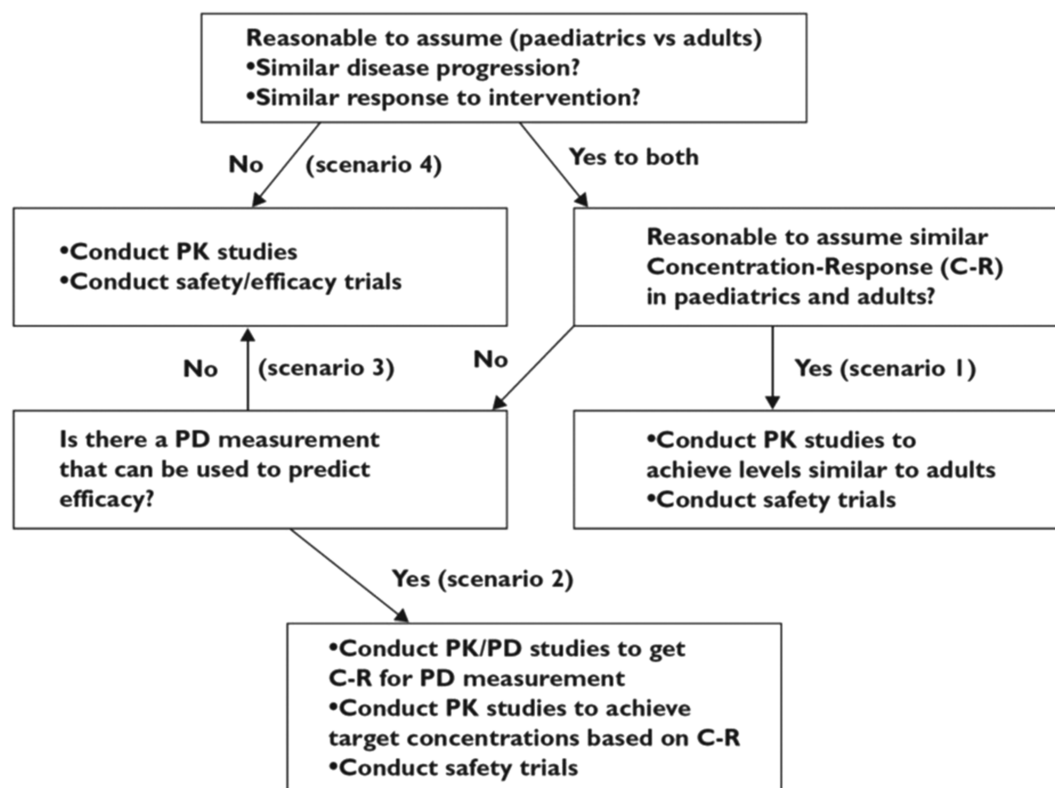 Reasonable to assume (paediatrics vs adults)
•Similar disease progression?
•Similar response to intervention?
No (scenario 4)
Yes to both
•Conduct PK studies
•Conduct safety/efficacy trials
Reasonable to assume similar
Concentration-Response (C-R)
in paediatrics and adults?
No (scenario 3)
No
Yes (scenario 1)
Is there a PD measurement
that can be used to predict
efficacy?
•Conduct PK studies to
achieve levels similar to adults
•Conduct safety trials
Yes (scenario 2)
•Conduct PK/PD studies to get
C-R for PD measurement
•Conduct PK studies to achieve
target concentrations based on C-R
•Conduct safety trials